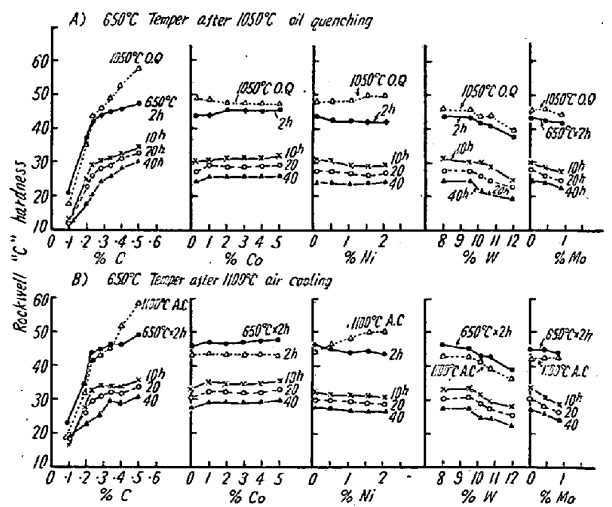 A) 650°C Temper after 1050°C oil quenching
Rockwell "C" hardness
60
50
40
30
20
10
1050°C O.Q
650°C
2h
10h
20h
40h
1050°C O.Q
2h
10h
20
40
1050°C O.Q
2h
10h
20
40
1050°C O.Q
2h
10h
20h
40h
1050°C O.Q
650°C×2h
10h
20h
40h
0 .1 .2 .3 .4 .5 .6
% C
0 1 2 3 4 5
% Co
0 1 2
% Ni
8 9 10 11 12
% W
0 1
% Mo
B) 650°C Temper after 1100°C air cooling
60
50
40
30
20
10
1100°C A.C
650°C×2h
10h
20
40
650°C×2h
2h
10h
20
40
1100°C A.C
2h
10h
20
40
650°C×2h
1100°C A.C
10h
20
40
650°C×2h
1100°C A.C
10h
20
40
0 .1 .2 .3 .4 .5 .6
% C
0 1 2 3 4 5
% Co
0 1 2
% Ni
8 9 10 11 12
% W
0 1
% Mo